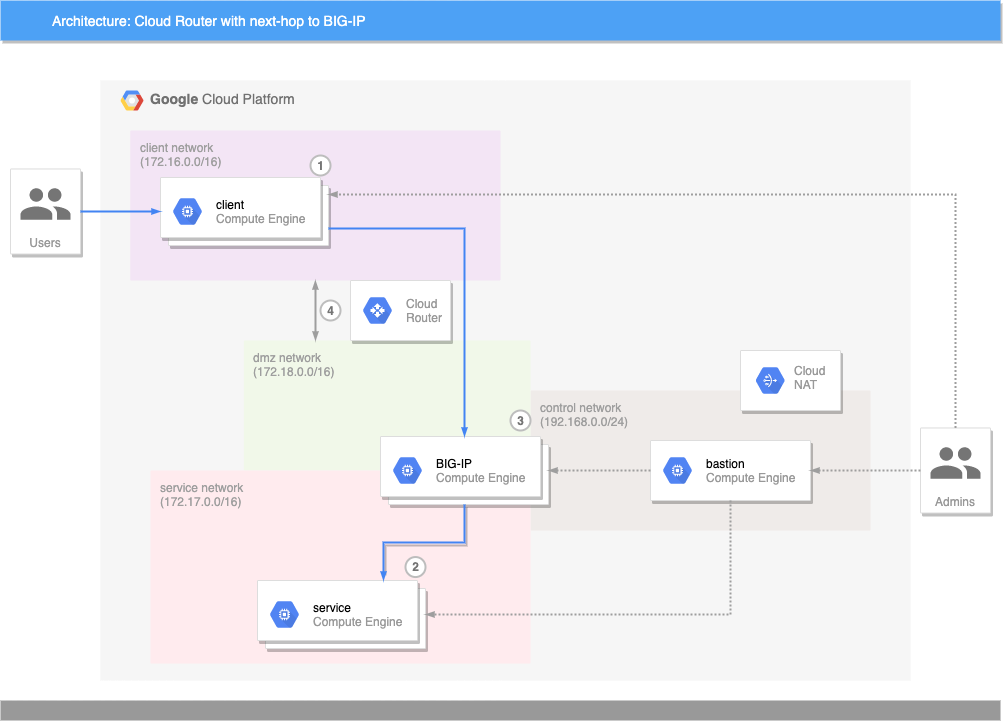 Architecture: Cloud Router with next-hop to BIG-IP
Google Cloud Platform
client network
(172.16.0.0/16)
1
client
Compute Engine
Users
4
Cloud
Router
dmz network
(172.18.0.0/16)
Cloud
NAT
3
control network
(192.168.0.0/24)
BIG-IP
Compute Engine
bastion
Compute Engine
Admins
service network
(172.17.0.0/16)
2
service
Compute Engine